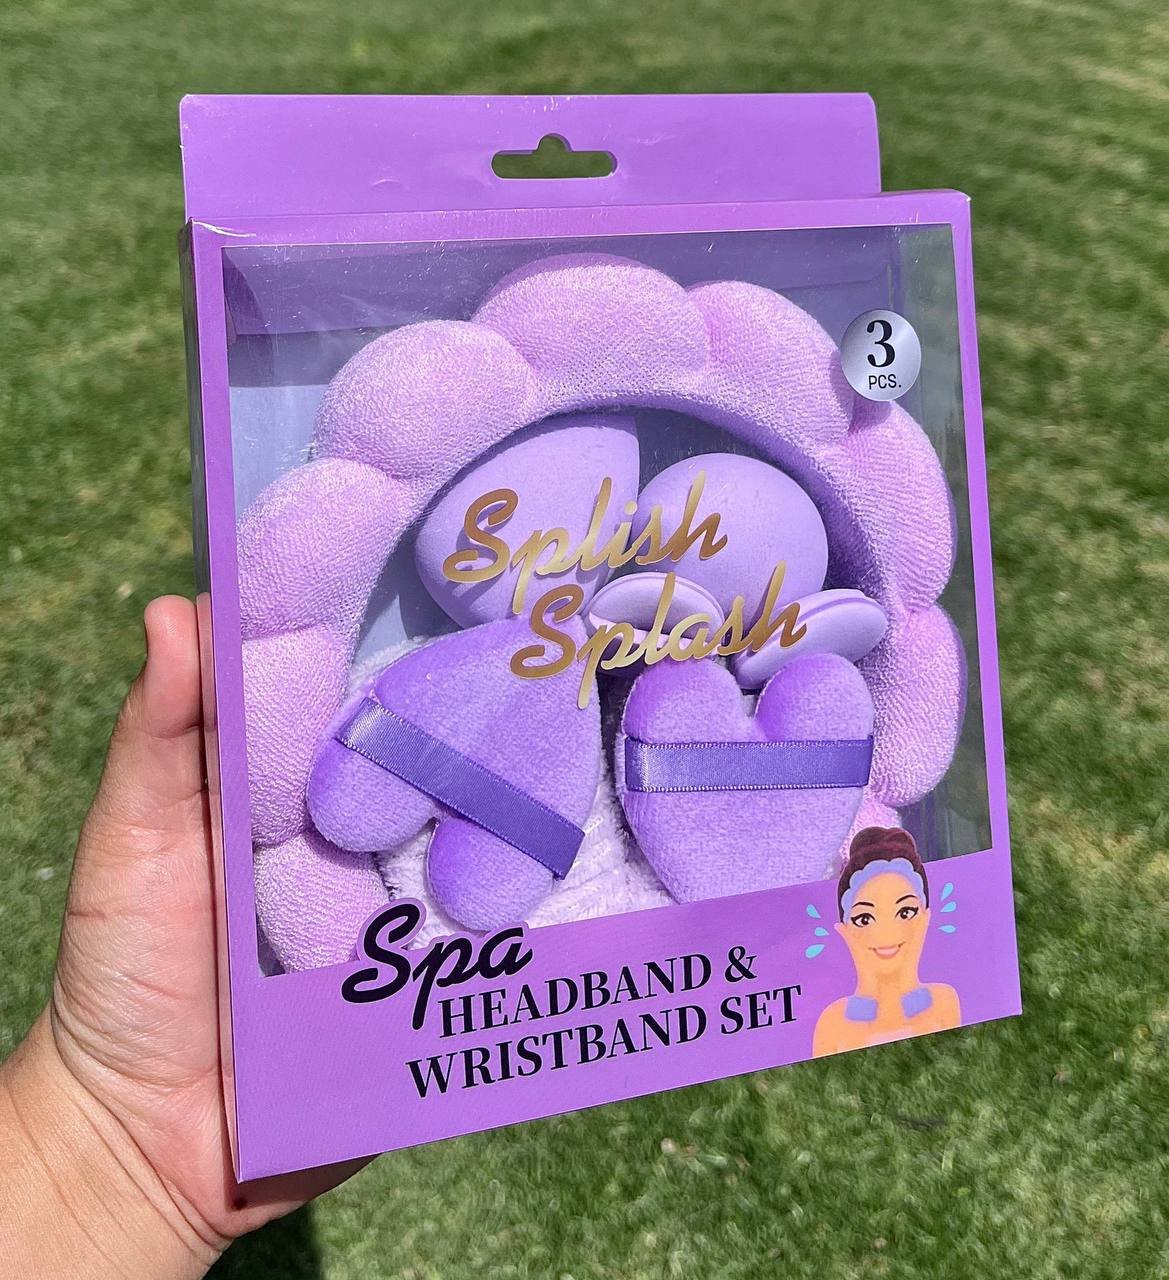 3
PCS.
Splish
Splash
Spa
HEADBAND &
WRISTBAND SET